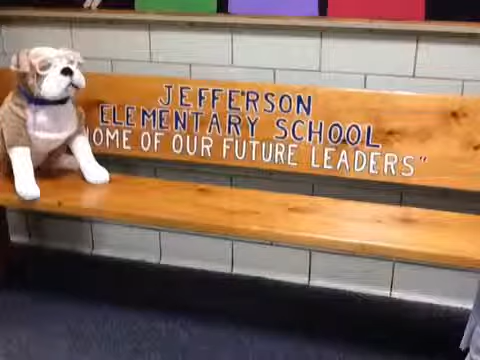 JEFFERSON
ELEMENTARY SCHOOL
OME OF OUR FUTURE LEADERS"